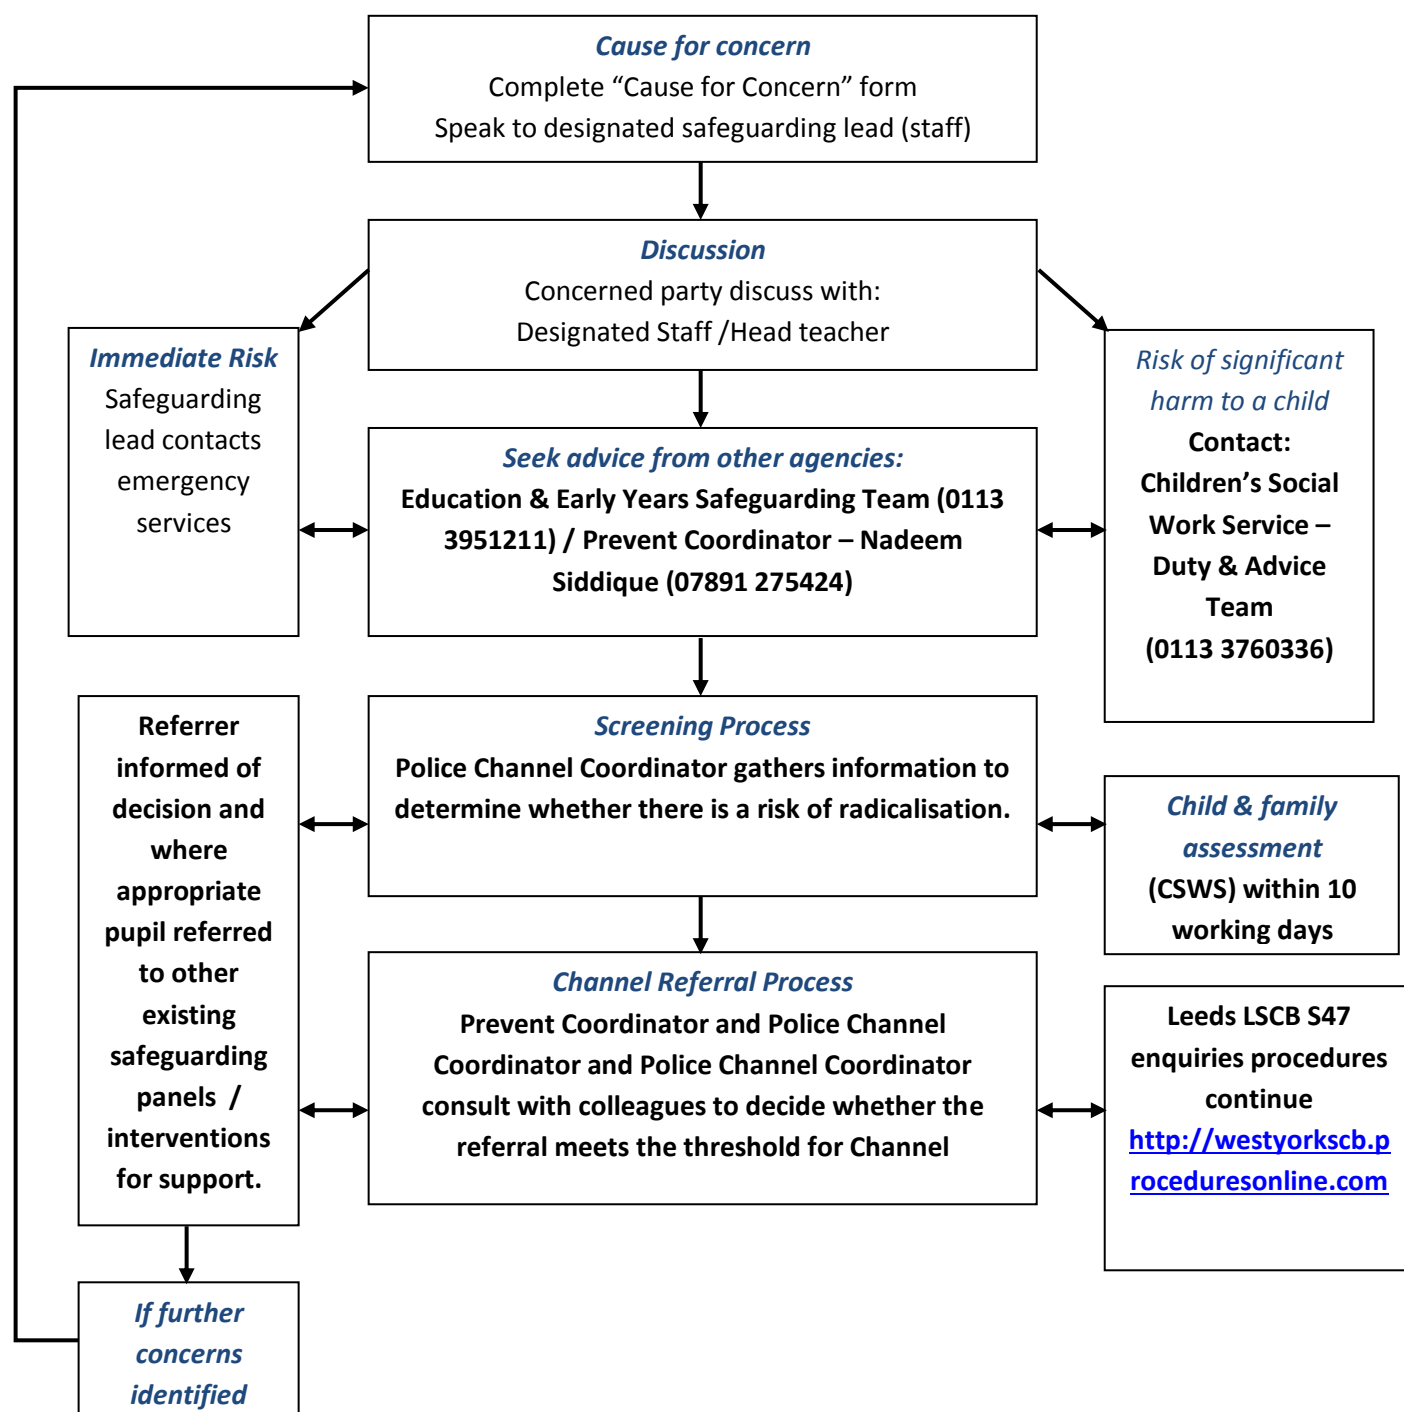 Cause for concern
Complete “Cause for Concern” form
Speak to designated safeguarding lead (staff)
Discussion
Concerned party discuss with:
Designated Staff /Head teacher
Immediate Risk
Safeguarding
lead contacts
emergency
services
Seek advice from other agencies:
Education & Early Years Safeguarding Team (0113
3951211) / Prevent Coordinator – Nadeem
Siddique (07891 275424)
Risk of significant
harm to a child
Contact:
Children’s Social
Work Service –
Duty & Advice
Team
(0113 3760336)
Referrer
informed of
decision and
where
appropriate
pupil referred
to other
existing
safeguarding
panels /
interventions
for support.
Screening Process
Police Channel Coordinator gathers information to
determine whether there is a risk of radicalisation.
Child & family
assessment
(CSWS) within 10
working days
Channel Referral Process
Prevent Coordinator and Police Channel
Coordinator and Police Channel Coordinator
consult with colleagues to decide whether the
referral meets the threshold for Channel
Leeds LSCB S47
enquiries procedures
continue
http://westyorkscb.p
roceduresonline.com
If further
concerns
identified